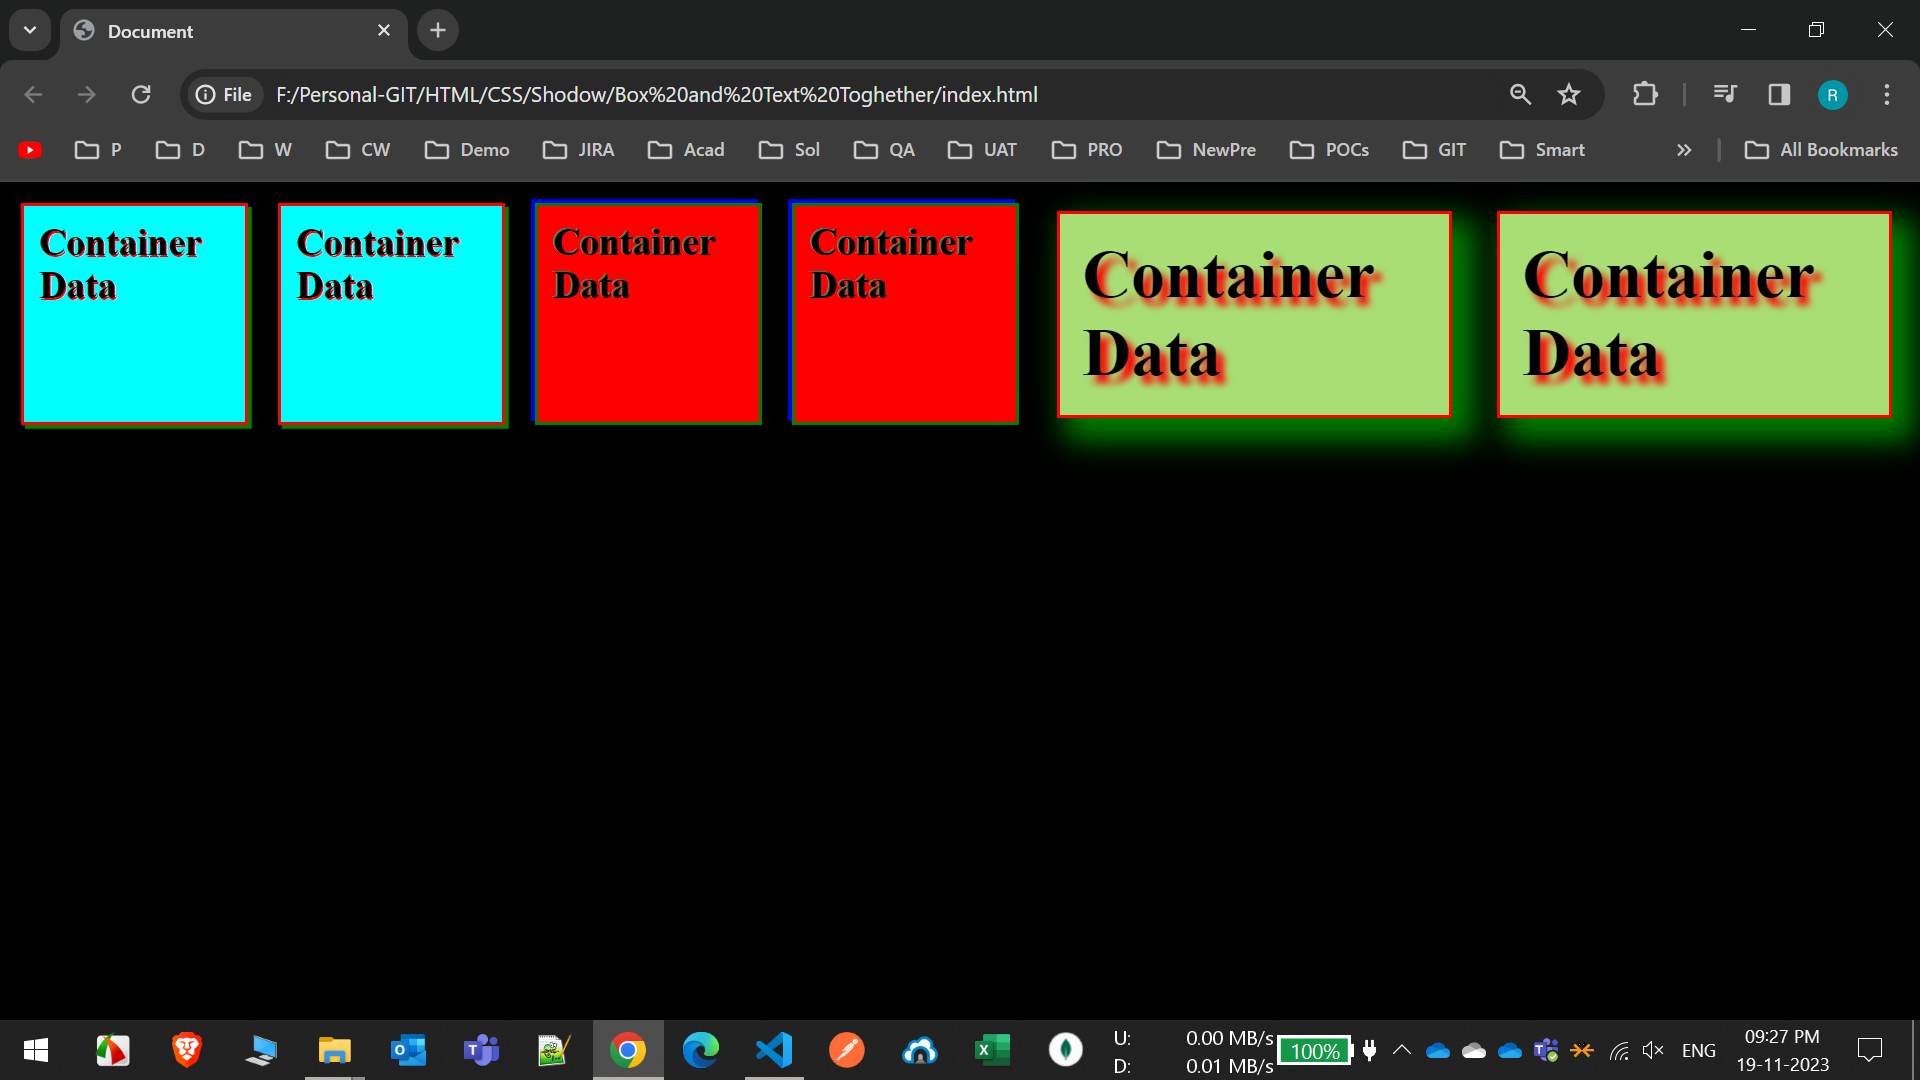 Document
File F:/Personal-GIT/HTML/CSS/Shodow/Box%20and%20Text%20Toghether/index.html R
P D W CW Demo JIRA Acad Sol QA UAT PRO NewPre POCs GIT Smart » All Bookmarks
Container
Data
Container
Data
Container
Data
Container
Data
Container
Data
Container
Data
U: 0.00 MB/s
D: 0.01 MB/s
100%
ENG
09:27 PM
19-11-2023